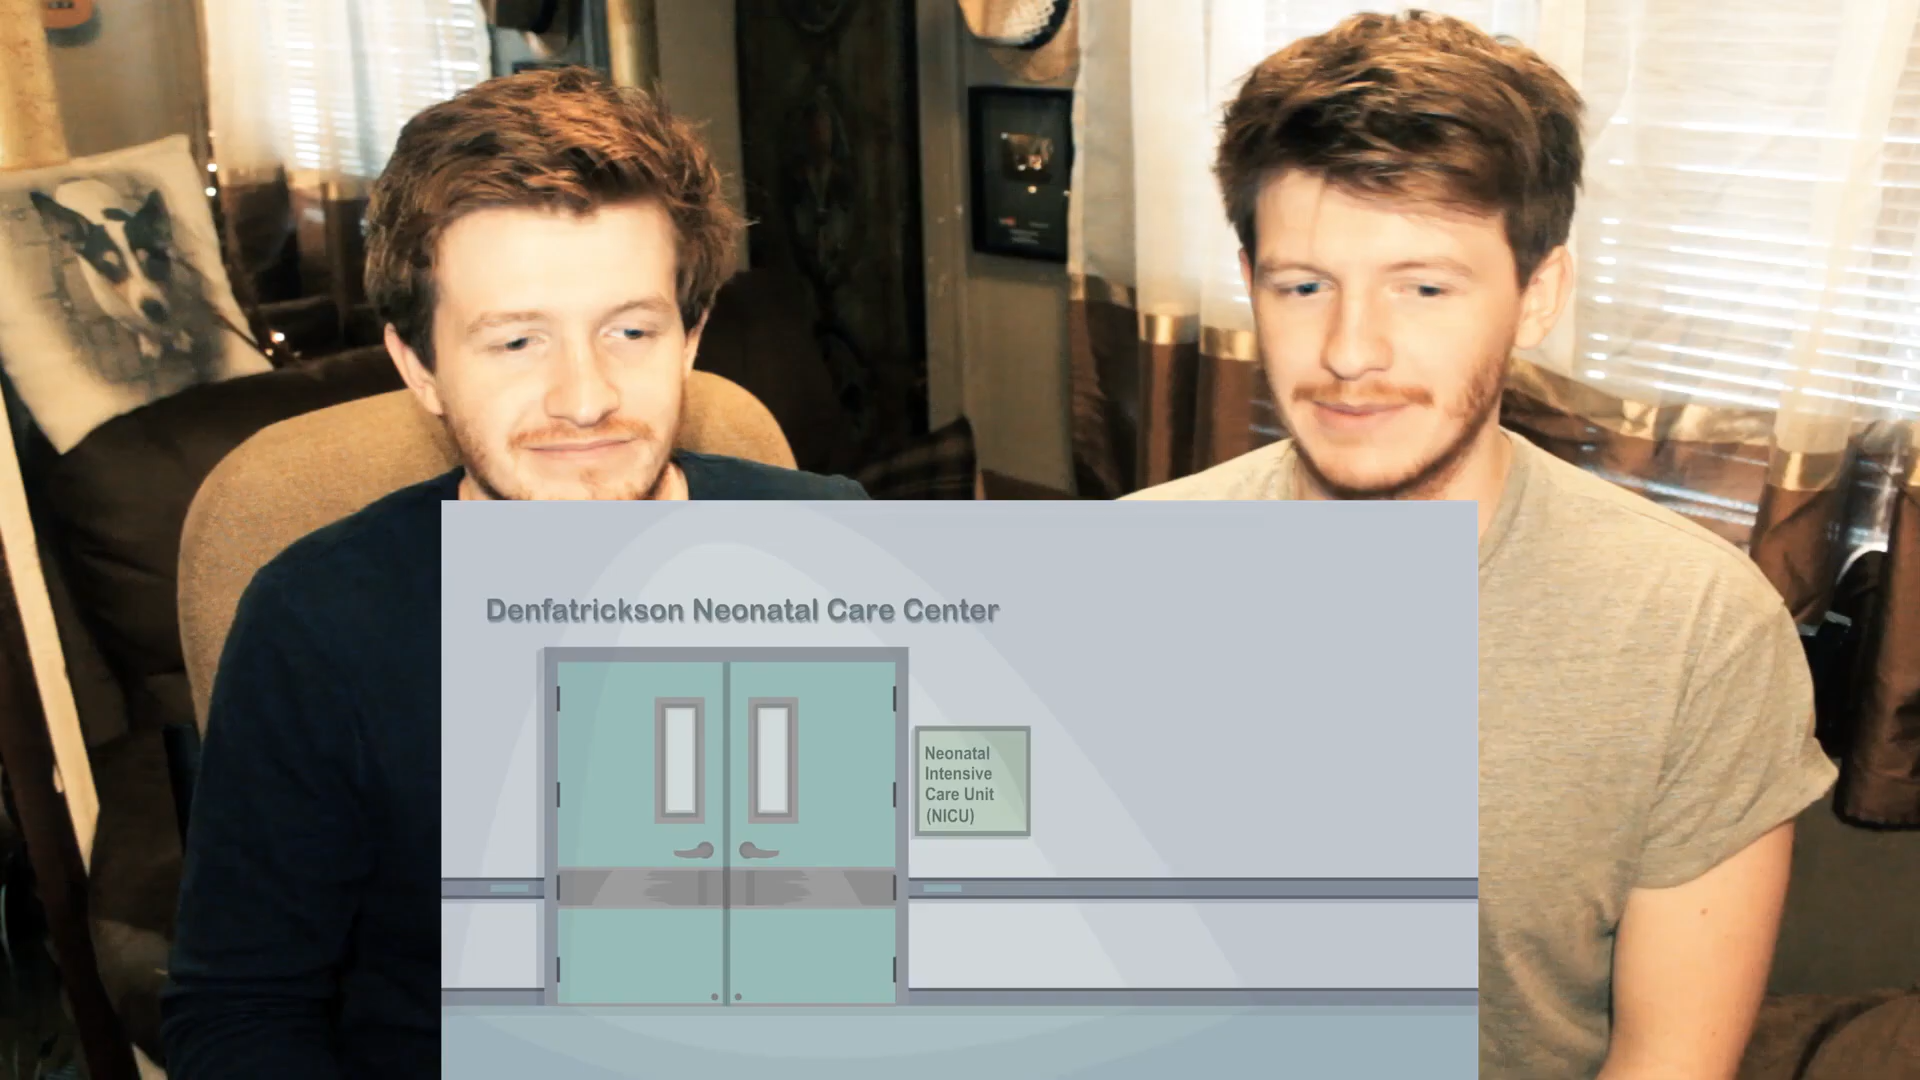 Denfatrickson Neonatal Care Center
Neonatal
Intensive
Care Unit
(NICU)